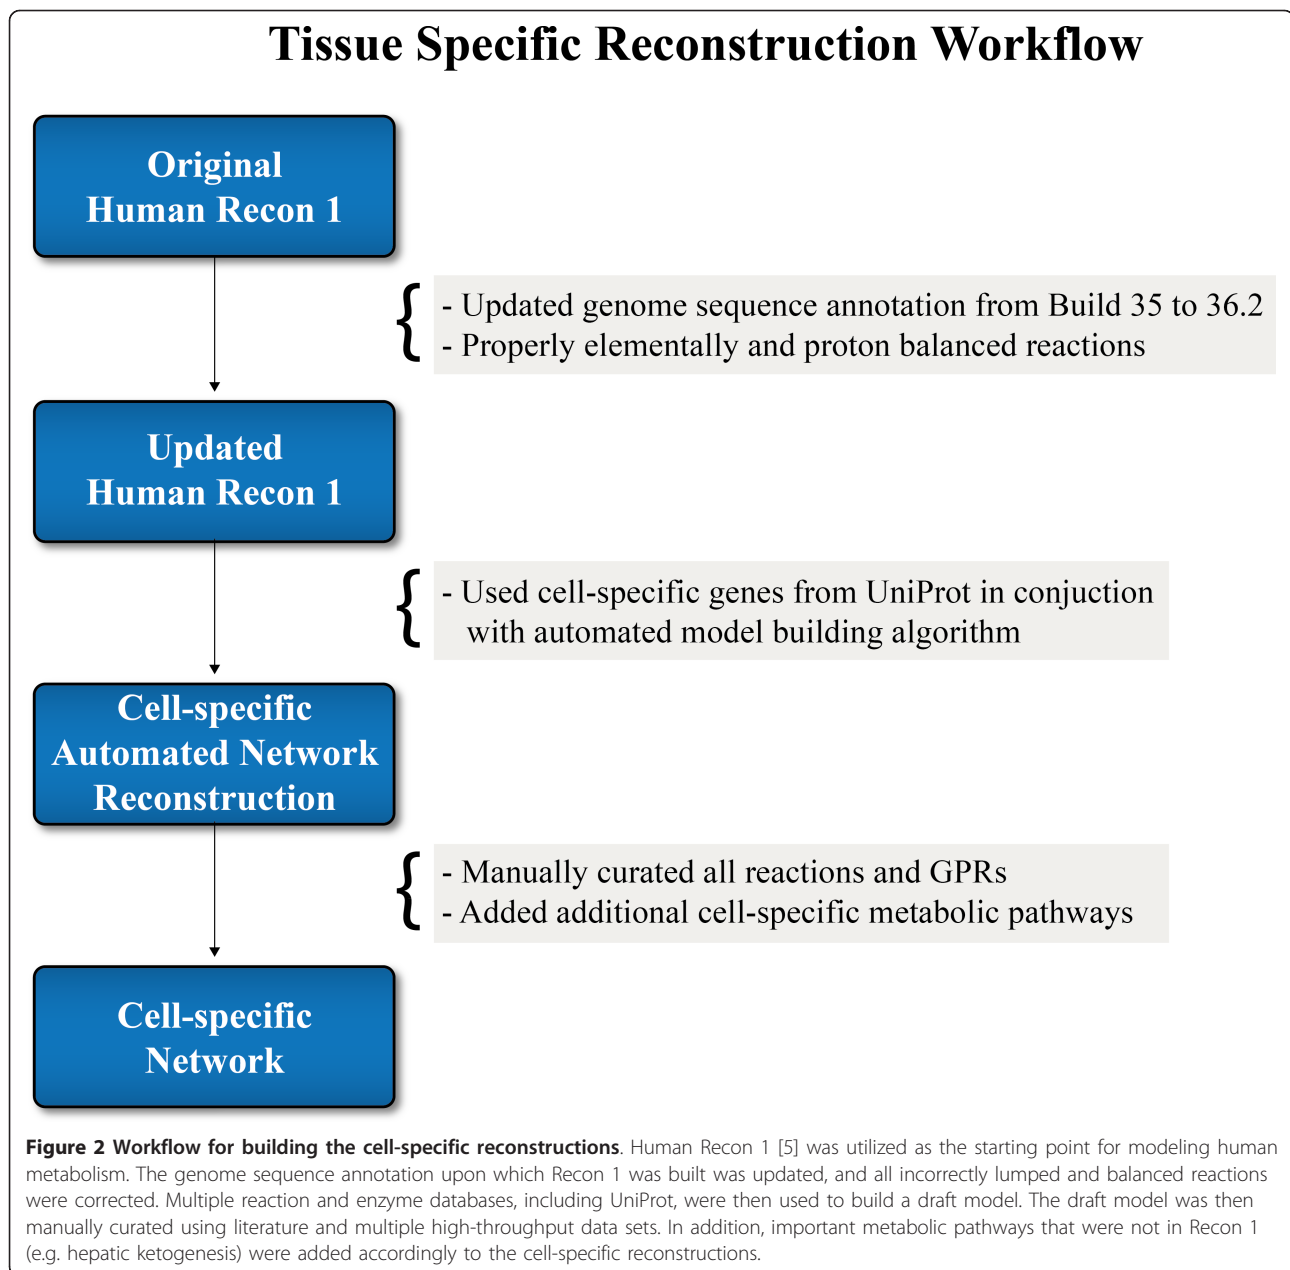 Tissue Specific Reconstruction Workflow
Original
Human Recon 1
{ - Updated genome sequence annotation from Build 35 to 36.2
- Properly elementally and proton balanced reactions
Updated
Human Recon 1
{ - Used cell-specific genes from UniProt in conjuction
with automated model building algorithm
Cell-specific
Automated Network
Reconstruction
{ - Manually curated all reactions and GPRs
- Added additional cell-specific metabolic pathways
Cell-specific
Network
Figure 2 Workflow for building the cell-specific reconstructions. Human Recon 1 [5] was utilized as the starting point for modeling human
metabolism. The genome sequence annotation upon which Recon 1 was built was updated, and all incorrectly lumped and balanced reactions
were corrected. Multiple reaction and enzyme databases, including UniProt, were then used to build a draft model. The draft model was then
manually curated using literature and multiple high-throughput data sets. In addition, important metabolic pathways that were not in Recon 1
(e.g. hepatic ketogenesis) were added accordingly to the cell-specific reconstructions.